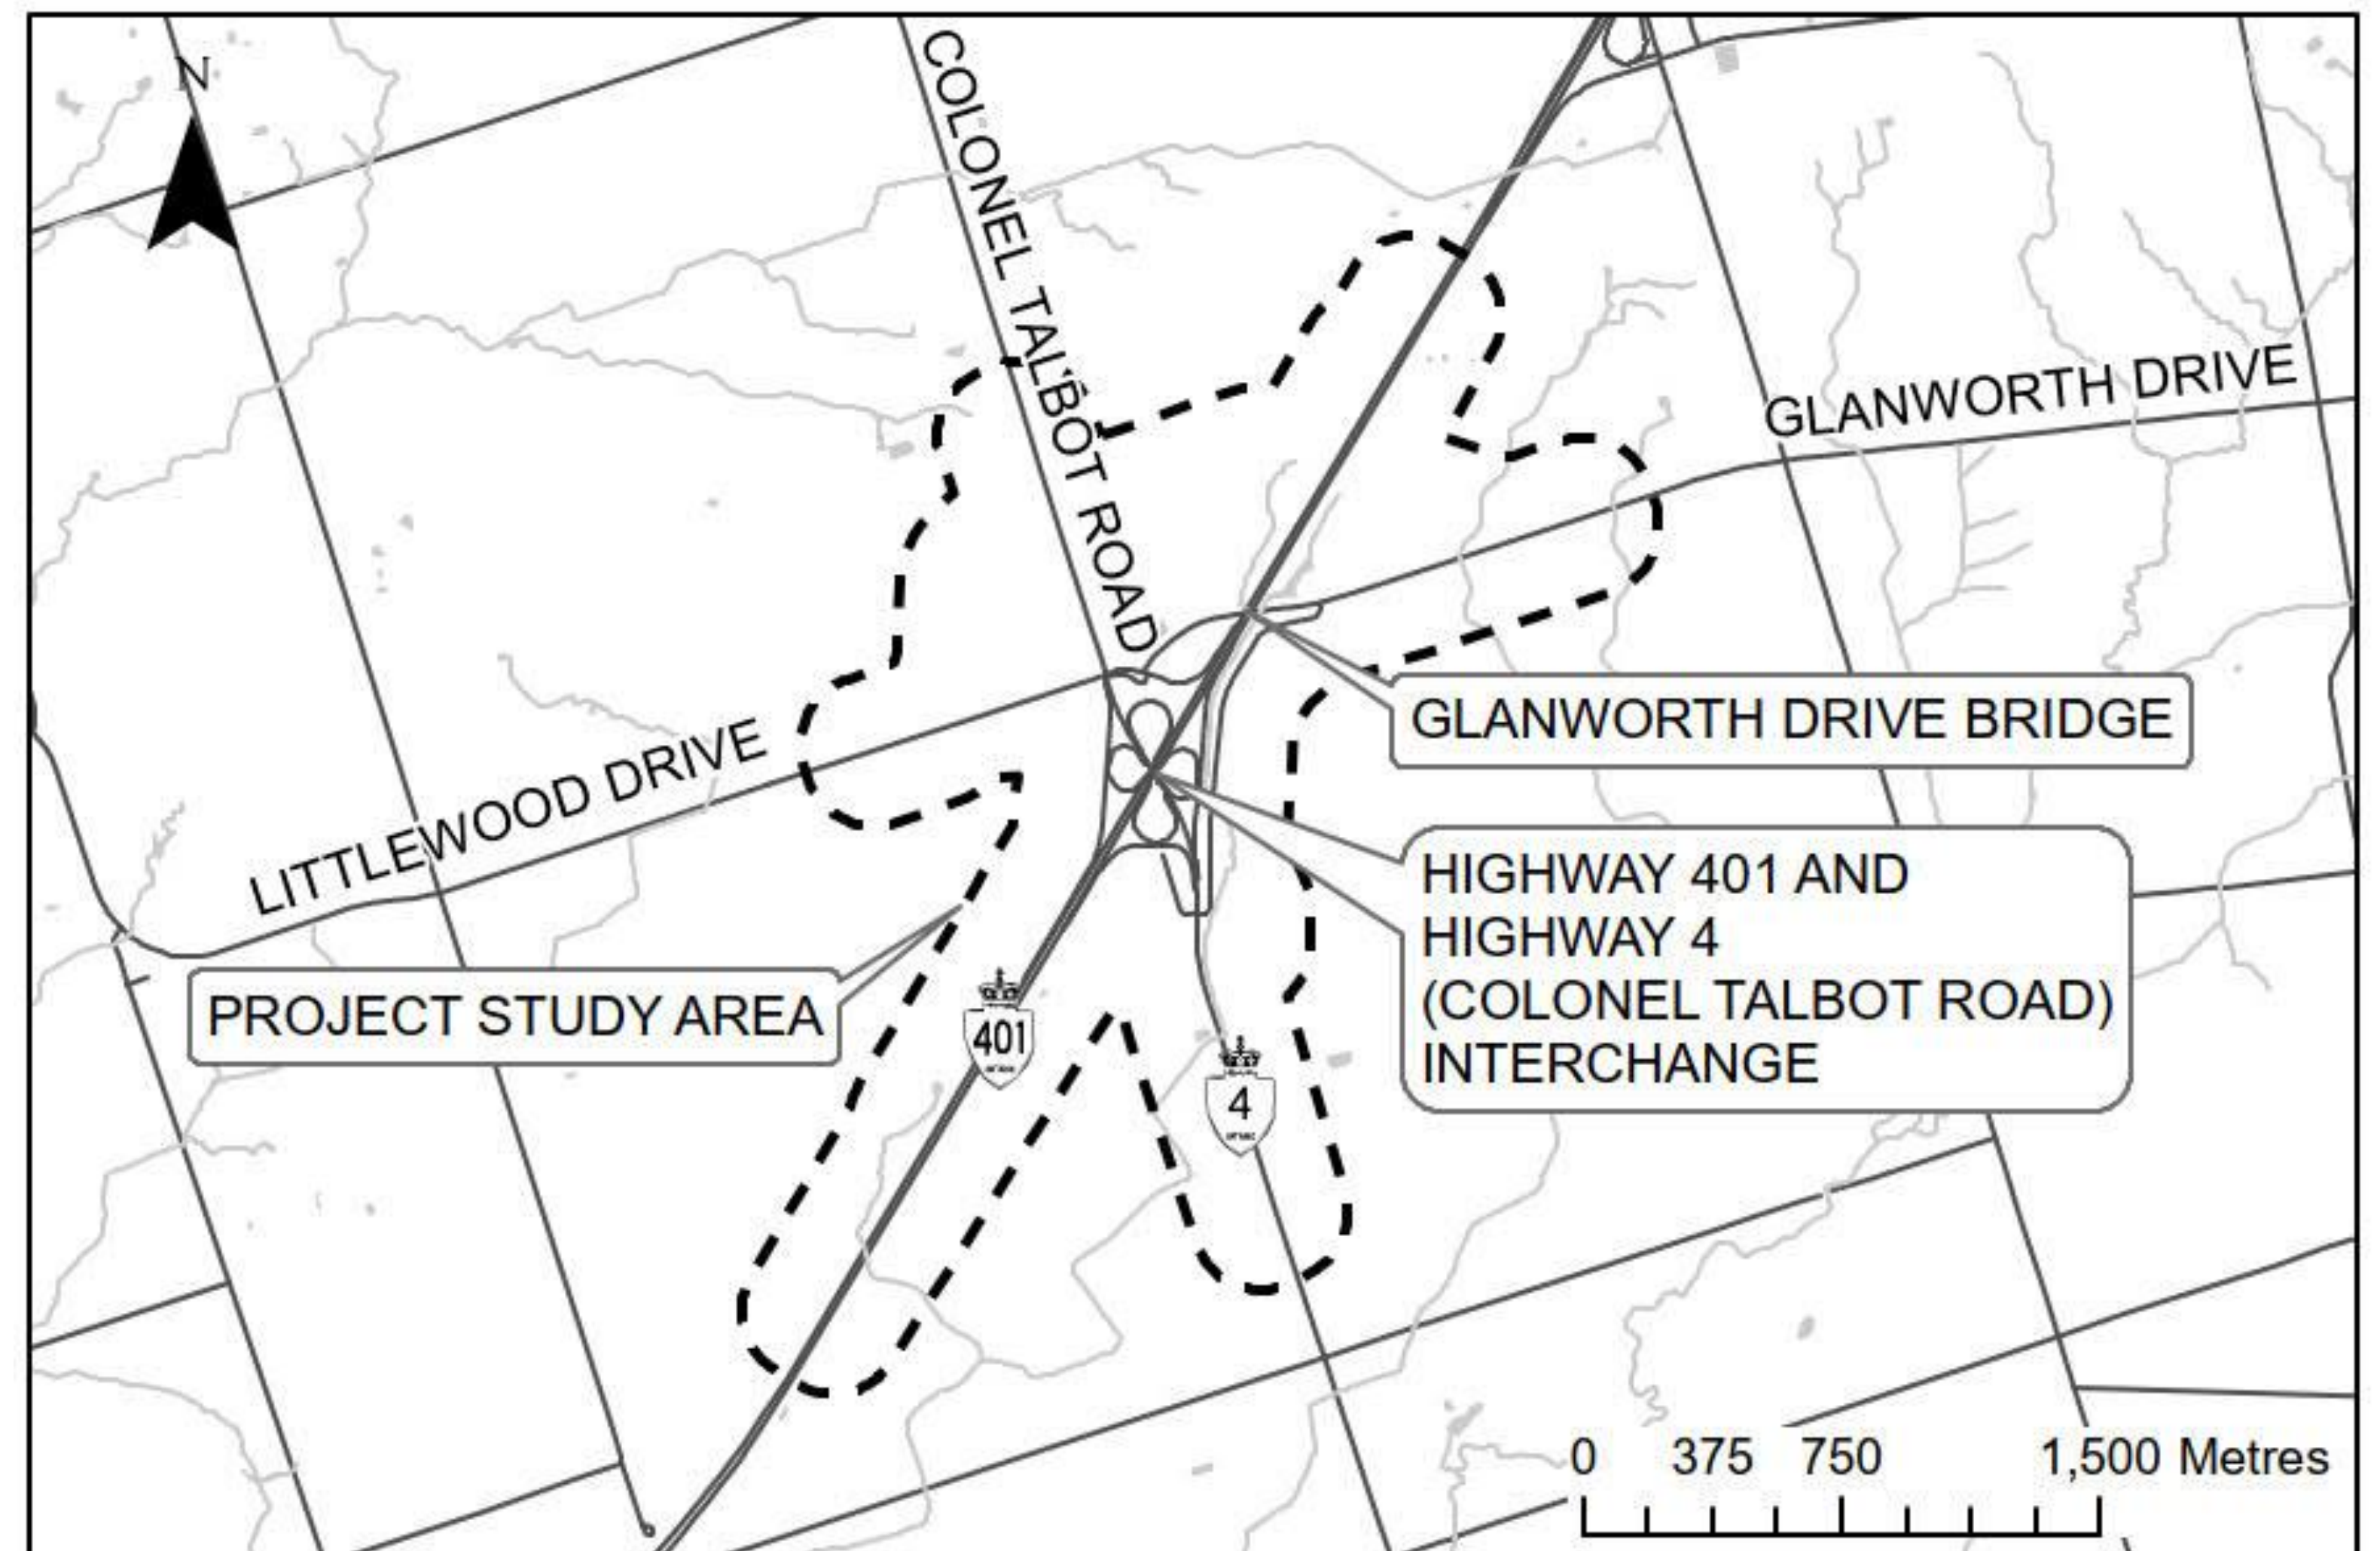 N
COLONEL TALBOT ROAD
GLANWORTH DRIVE
GLANWORTH DRIVE BRIDGE
LITTLEWOOD DRIVE
HIGHWAY 401 AND
HIGHWAY 4
(COLONEL TALBOT ROAD)
INTERCHANGE
PROJECT STUDY AREA
401
4
0 375 750 1,500 Metres